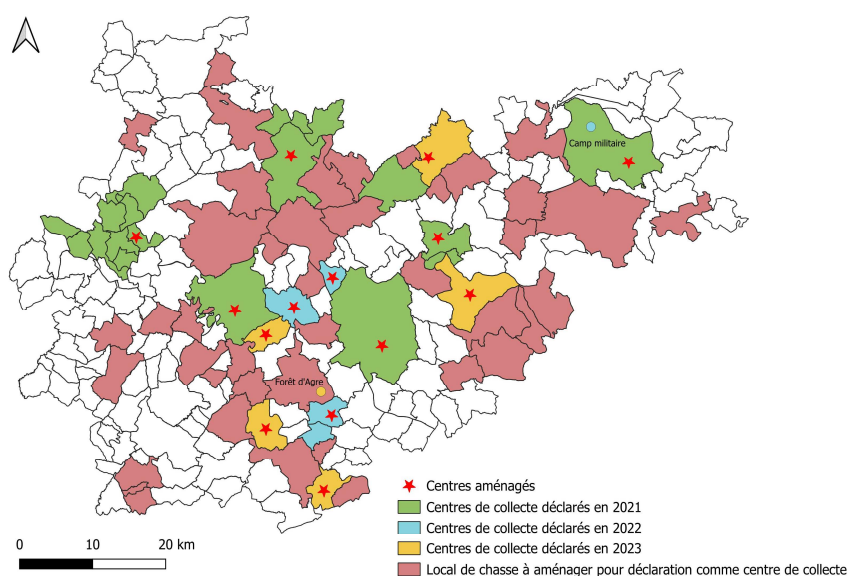 Camp militaire
Forêt d'Agre
Centres aménagés
Centres de collecte déclarés en 2021
Centres de collecte déclarés en 2022
Centres de collecte déclarés en 2023
Local de chasse à aménager pour déclaration comme centre de collecte
0 10 20 km